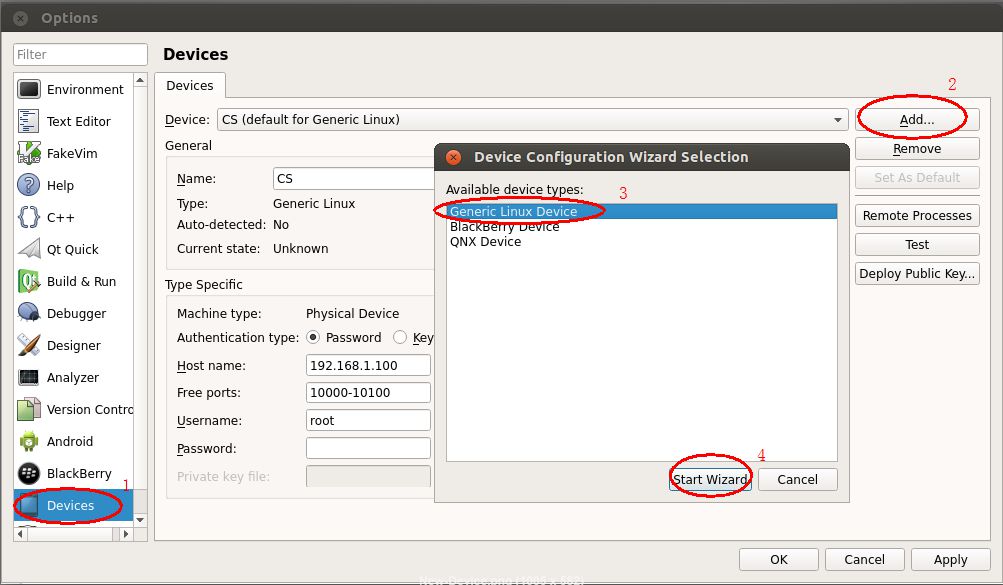 Options
Filter
Environment
Text Editor
FakeVim
Help
C++
Qt Quick
Build & Run
Debugger
Designer
Analyzer
Version Contro
Android
BlackBerry
1
Devices
Devices
Devices
Device: CS (default for Generic Linux)
General
Name: CS
Type: Generic Linux
Auto-detected: No
Current state: Unknown
Type Specific
Machine type: Physical Device
Authentication type: Password Key
Host name: 192.168.1.100
Free ports: 10000-10100
Username: root
Password:
Private key file:
2
Add...
Remove
Set As Default
Remote Processes
Test
Deploy Public Key...
Device Configuration Wizard Selection
Available device types:
3
Generic Linux Device
BlackBerry Device
QNX Device
4
Start Wizard Cancel
OK Cancel Apply